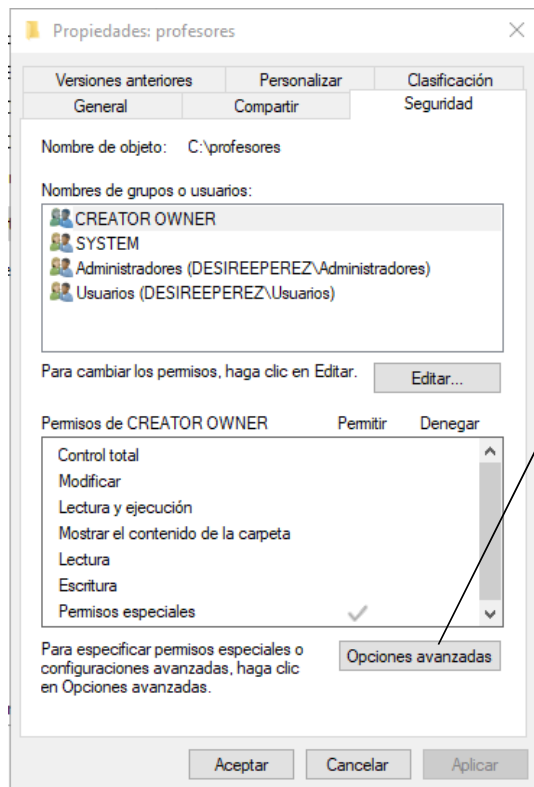 Propiedades: profesores
Versiones anteriores Personalizar Clasificación
General Compartir Seguridad
Nombre de objeto: C:\profesores
Nombres de grupos o usuarios:
CREATOR OWNER
SYSTEM
Administradores (DESIREEPEREZ\Administradores)
Usuarios (DESIREEPEREZ\Usuarios)
Para cambiar los permisos, haga clic en Editar. Editar...
Permisos de CREATOR OWNER Permitir Denegar
Control total
Modificar
Lectura y ejecución
Mostrar el contenido de la carpeta
Lectura
Escritura
Permisos especiales
Para especificar permisos especiales o
configuraciones avanzadas, haga clic
en Opciones avanzadas.
Opciones avanzadas
Aceptar Cancelar Aplicar